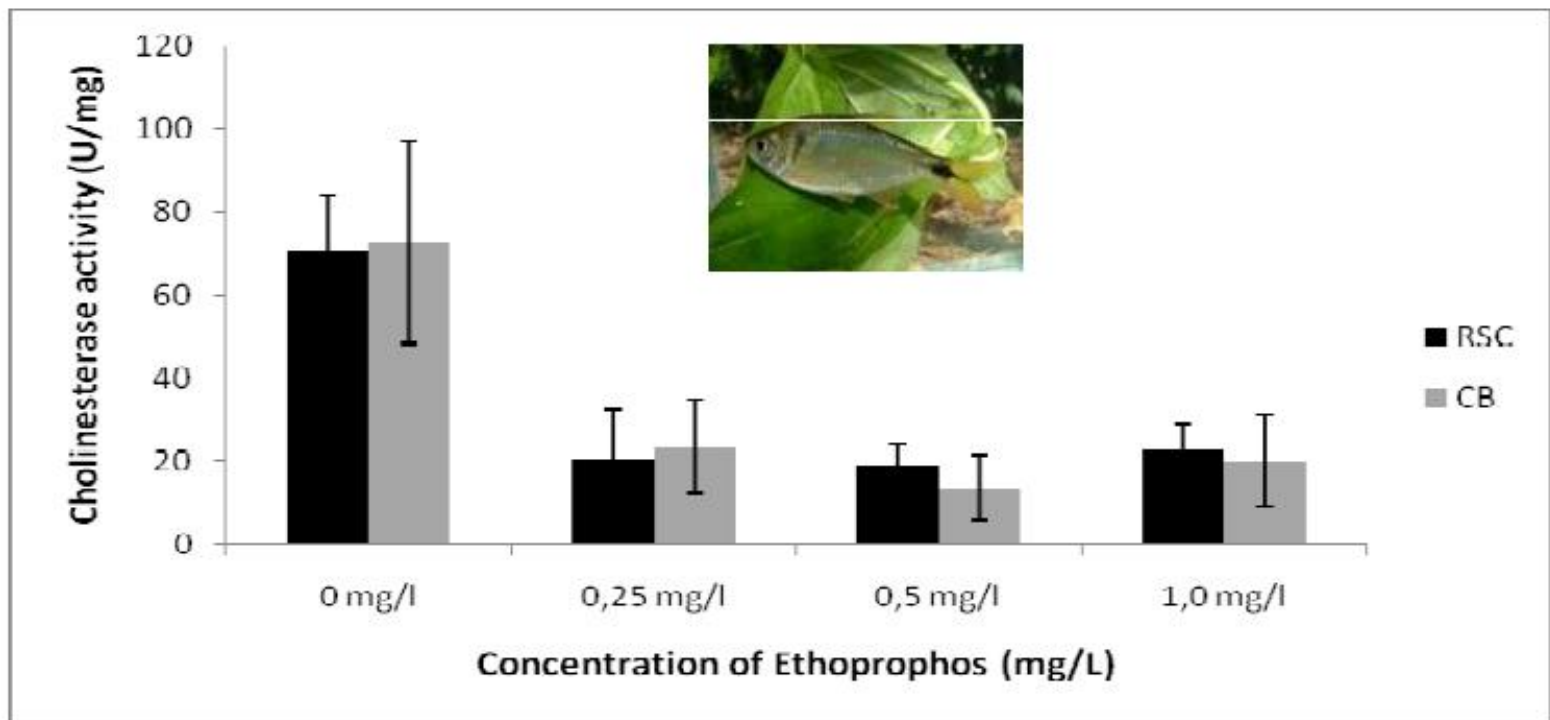 120
100
80
60
40
20
0
Cholinesterase activity (U/mg)
0 mg/l 0,25 mg/l 0,5 mg/l 1,0 mg/l
Concentration of Ethoprophos (mg/L)
RSC
CB